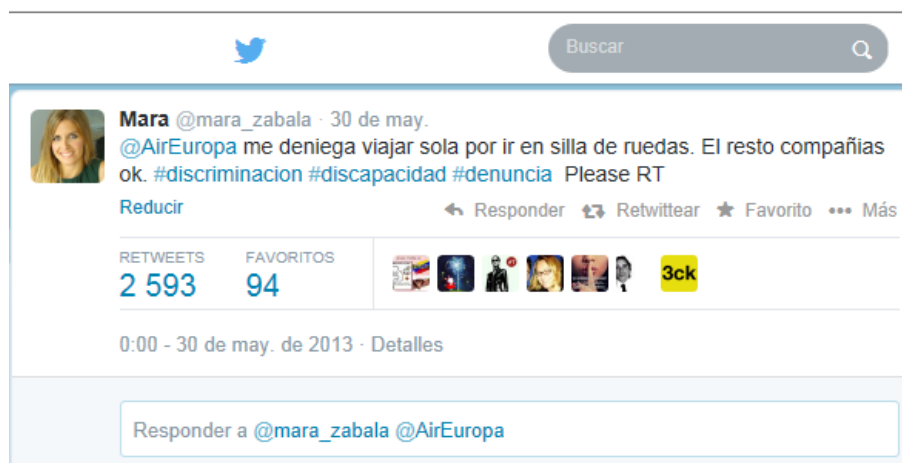 Buscar
Mara @mara_zabala · 30 de may.
@AirEuropa me deniega viajar sola por ir en silla de ruedas. El resto compañias
ok. #discriminacion #discapacidad #denuncia Please RT
Reducir
Responder Retwittear Favorito Más
RETWEETS FAVORITOS
2 593 94
3ck
0:00 - 30 de may. de 2013 · Detalles
Responder a @mara_zabala @AirEuropa